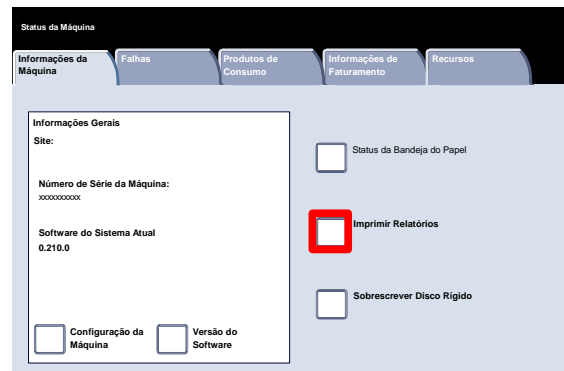 Status da Máquina
Informações da
Máquina
Falhas
Produtos de
Consumo
Informações de
Faturamento
Recursos
Informações Gerais
Site:
Número de Série da Máquina:
xxxxxxxxx
Software do Sistema Atual
0.210.0
Configuração da
Máquina
Versão do
Software
Status da Bandeja do Papel
Imprimir Relatórios
Sobrescrever Disco Rígido